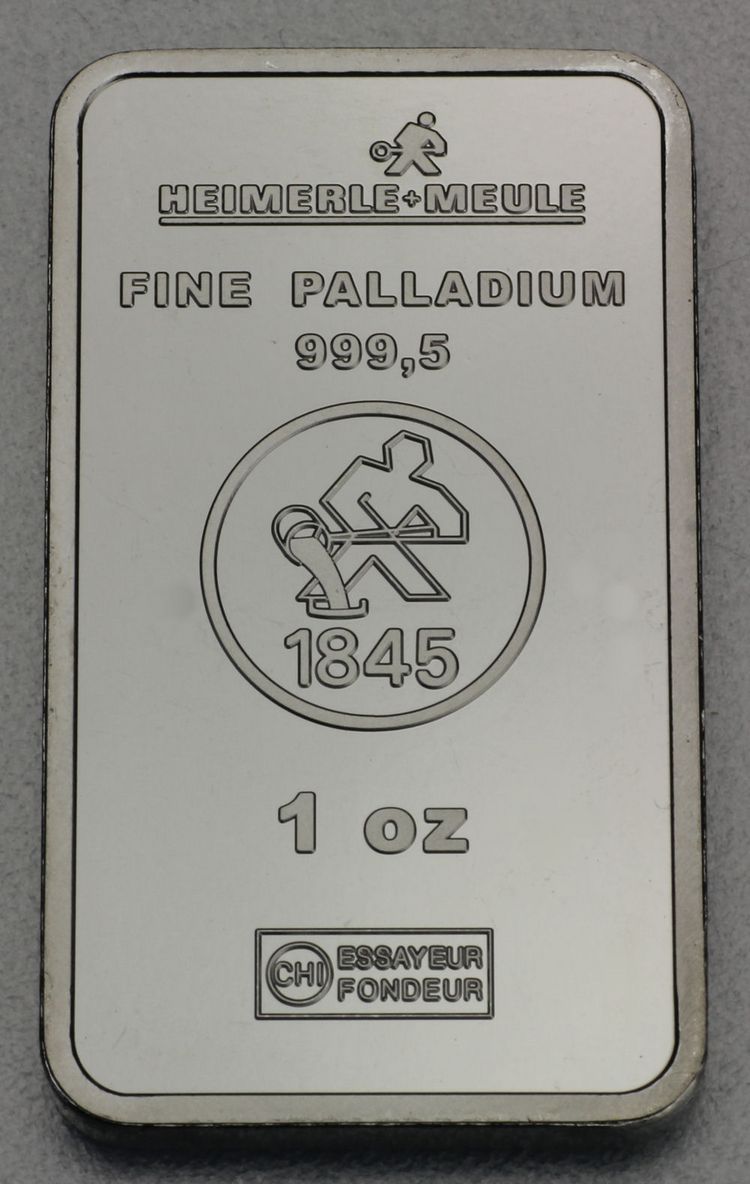 HEIMERLE+MEULE
FINE PALLADIUM
999,5
1845
1 oz
CHI ESSAYEUR
FONDEUR